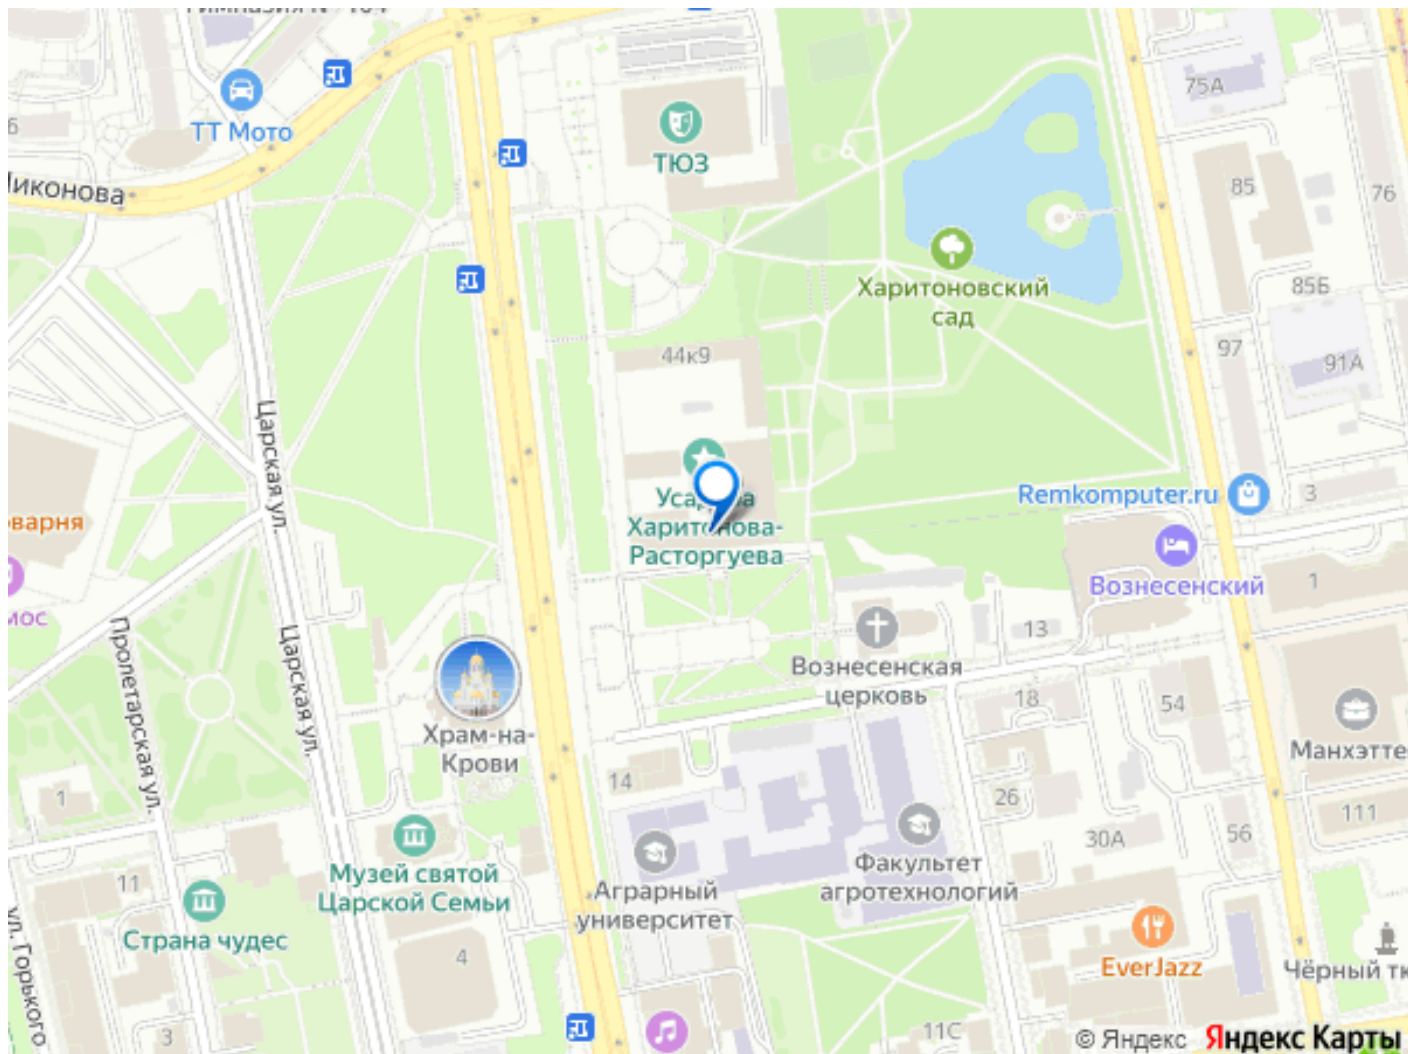 ТТ Мото
75А
ТЮЗ
85
76
Харитоновский
сад
85Б
44к9
97
91А
Царская ул.
Remkomputer.ru
3
Усадьба
Харитонова-
Расторгуева
Вознесенский
1
Пролетарская ул.
Царская ул.
13
Вознесенская
церковь
18
54
Храм-на-
Крови
14
1
26
111
30А
56
Музей святой
Царской Семьи
Аграрный
университет
Факультет
агротехнологий
11
Страна чудес
4
EverJazz
ул. Горького
3
11С
© Яндекс Яндекс Карты